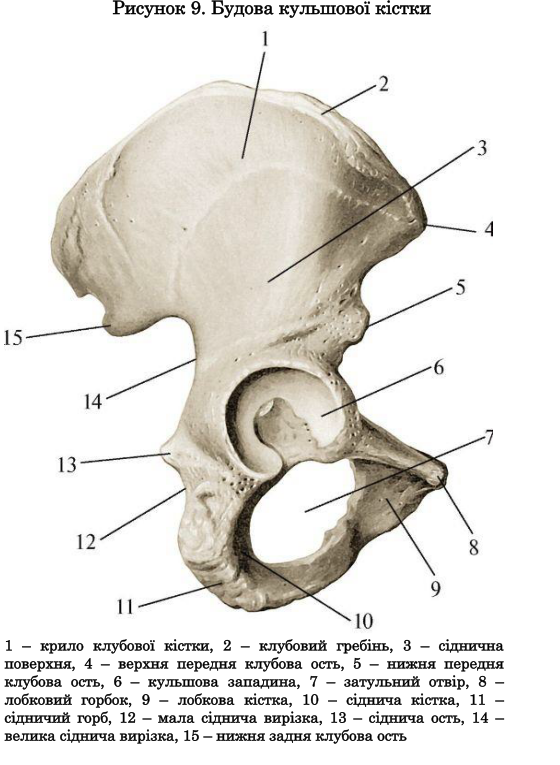 Рисунок 9. Будова кульшової кістки
1
2
3
4
5
15
6
14
7
13
12
8
9
11
10
1 – крило клубової кістки, 2 – клубовий гребінь, 3 – сіднична
поверхня, 4 – верхня передня клубова ость, 5 – нижня передня
клубова ость, 6 – кульшова западина, 7 – затульний отвір, 8 –
лобковий горбок, 9 – лобкова кістка, 10 – сіднича кістка, 11 –
сідничий горб, 12 – мала сіднича вирізка, 13 – сіднича ость, 14 –
велика сіднича вирізка, 15 – нижня задня клубова ость